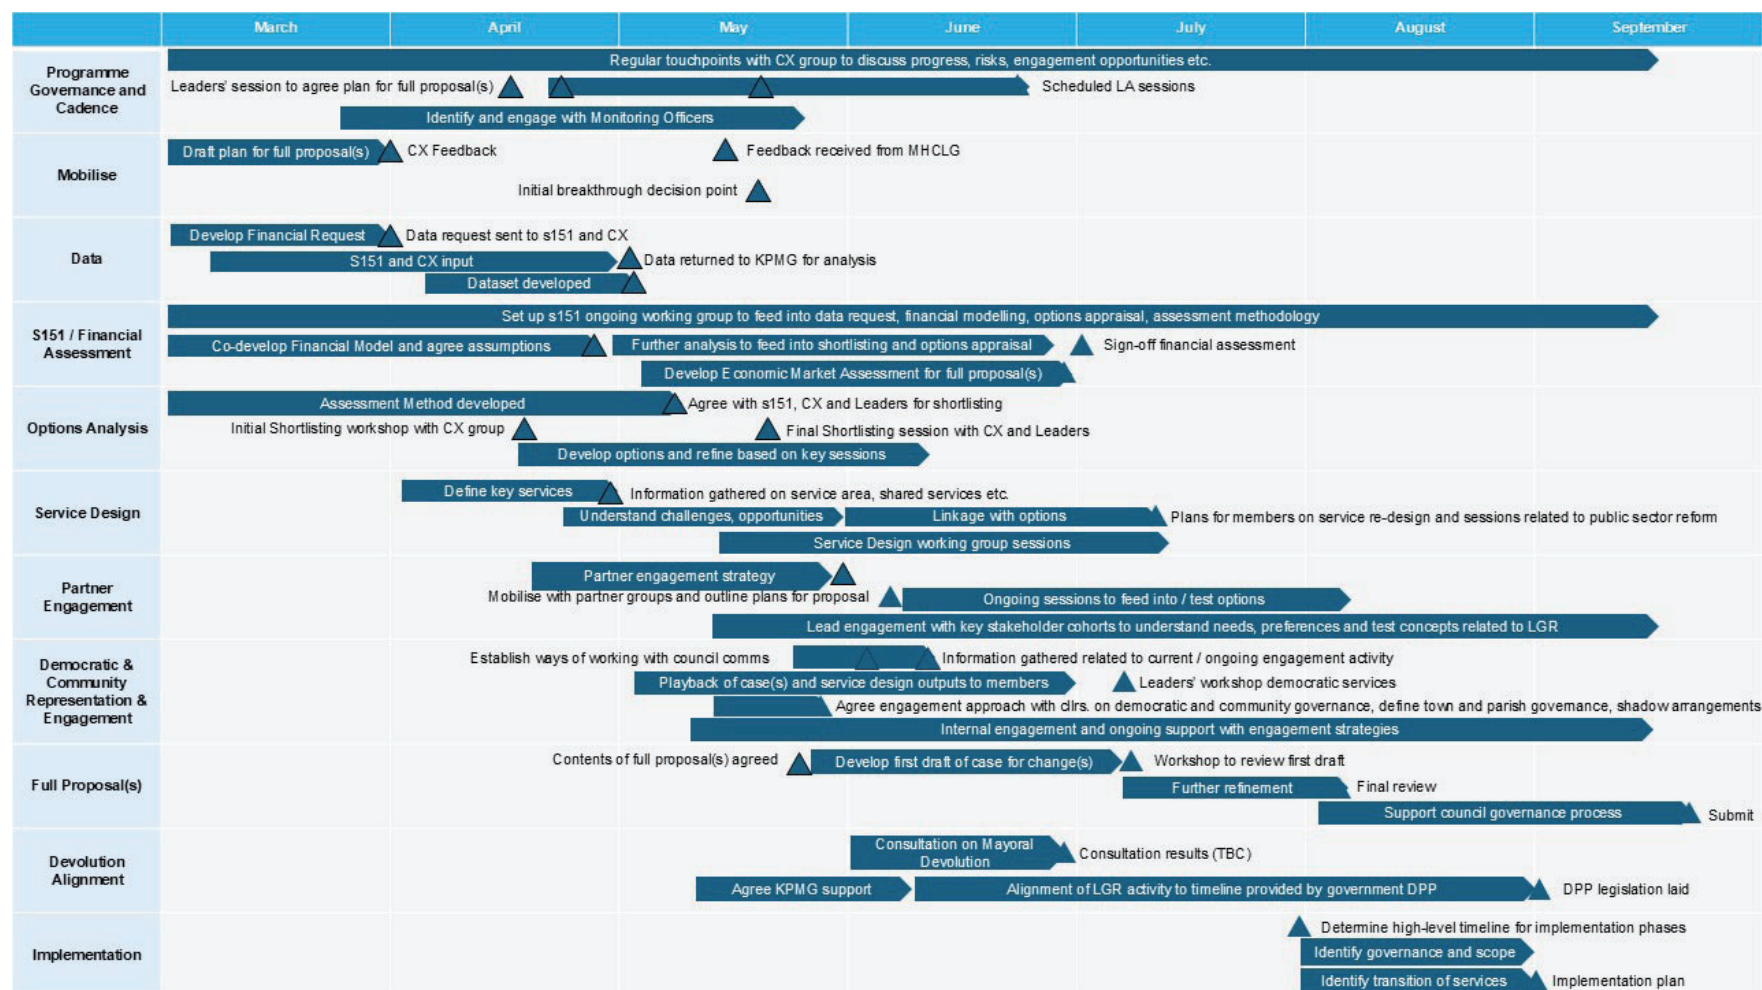 March April May June July August September
Programme
Governance and
Cadence
Regular touchpoints with CX group to discuss progress, risks, engagement opportunities etc.
Leaders' session to agree plan for full proposal(s)
Scheduled LA sessions
Identify and engage with Monitoring Officers
Mobilise
Draft plan for full proposal(s)
CX Feedback
Feedback received from MHCLG
Initial breakthrough decision point
Data
Develop Financial Request
Data request sent to s151 and CX
S151 and CX input
Data returned to KPMG for analysis
Dataset developed
S151 / Financial
Assessment
Set up s151 ongoing working group to feed into data request, financial modelling, options appraisal, assessment methodology
Co-develop Financial Model and agree assumptions
Further analysis to feed into shortlisting and options appraisal
Sign-off financial assessment
Develop Economic Market Assessment for full proposal(s)
Options Analysis
Assessment Method developed
Agree with s151, CX and Leaders for shortlisting
Initial Shortlisting workshop with CX group
Final Shortlisting session with CX and Leaders
Develop options and refine based on key sessions
Service Design
Define key services
Information gathered on service area, shared services etc.
Understand challenges, opportunities
Linkage with options
Plans for members on service re-design and sessions related to public sector reform
Service Design working group sessions
Partner
Engagement
Partner engagement strategy
Mobilise with partner groups and outline plans for proposal
Ongoing sessions to feed into / test options
Lead engagement with key stakeholder cohorts to understand needs, preferences and test concepts related to LGR
Democratic &
Community
Representation &
Engagement
Establish ways of working with council comms
Information gathered related to current / ongoing engagement activity
Playback of case(s) and service design outputs to members
Leaders' workshop democratic services
Agree engagement approach with cllrs. on democratic and community governance, define town and parish governance, shadow arrangements
Internal engagement and ongoing support with engagement strategies
Full Proposal(s)
Contents of full proposal(s) agreed
Develop first draft of case for change(s)
Workshop to review first draft
Further refinement
Final review
Support council governance process
Submit
Devolution
Alignment
Consultation on Mayoral
Devolution
Consultation results (TBC)
Agree KPMG support
Alignment of LGR activity to timeline provided by government DPP
DPP legislation laid
Implementation
Determine high-level timeline for implementation phases
Identify governance and scope
Identify transition of services
Implementation plan